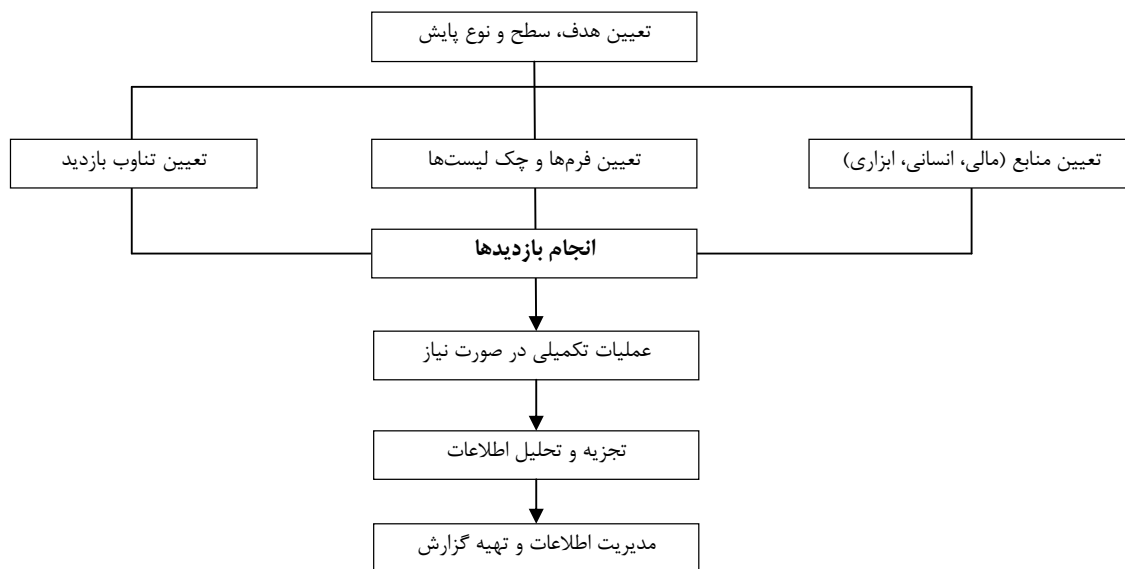 تعیین هدف، سطح و نوع پایش
تعیین منابع (مالی، انسانی، ابزاری)
تعیین فرم‌ها و چک لیست‌ها
تعیین تناوب بازدید
انجام بازدیدها
عملیات تکمیلی در صورت نیاز
تجزیه و تحلیل اطلاعات
مدیریت اطلاعات و تهیه گزارش